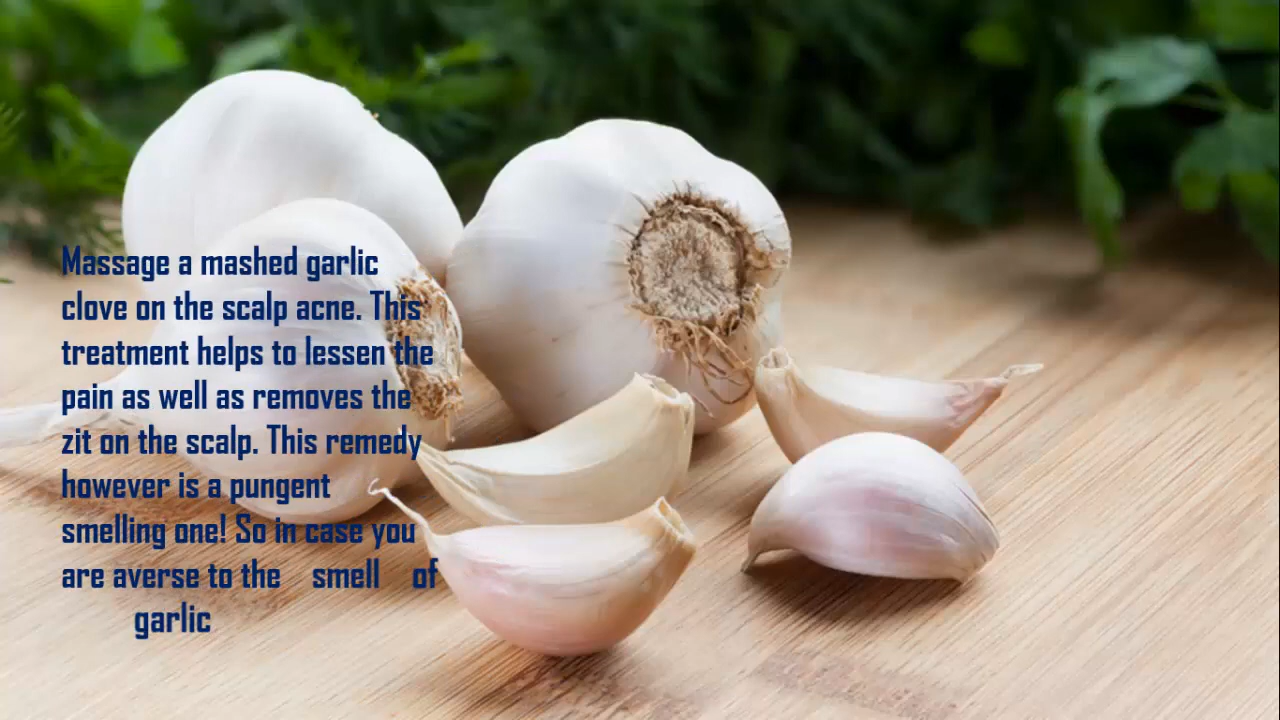 Massage a mashed garlic
clove on the scalp acne. This
treatment helps to lessen the
pain as well as removes the
zit on the scalp. This remedy
however is a pungent
smelling one! So in case you
are averse to the smell of
garlic